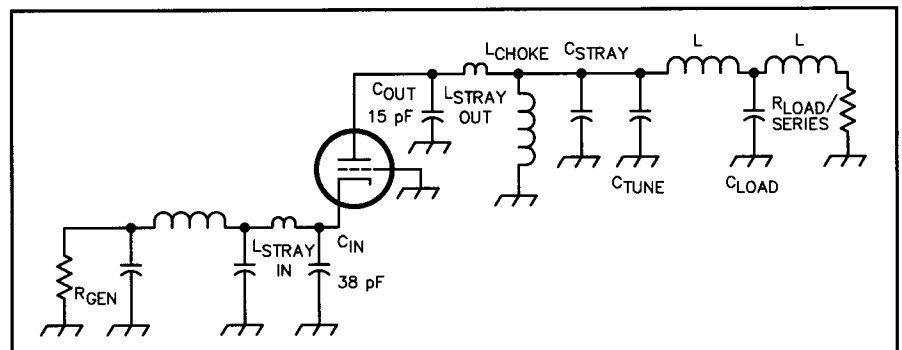 LCHOKE
CSTRAY
L
L
COUT
15 pF
LSTRAY
OUT
RLOAD/
SERIES
CTUNE
CLOAD
LSTRAY
IN
CIN
38 pF
RGEN